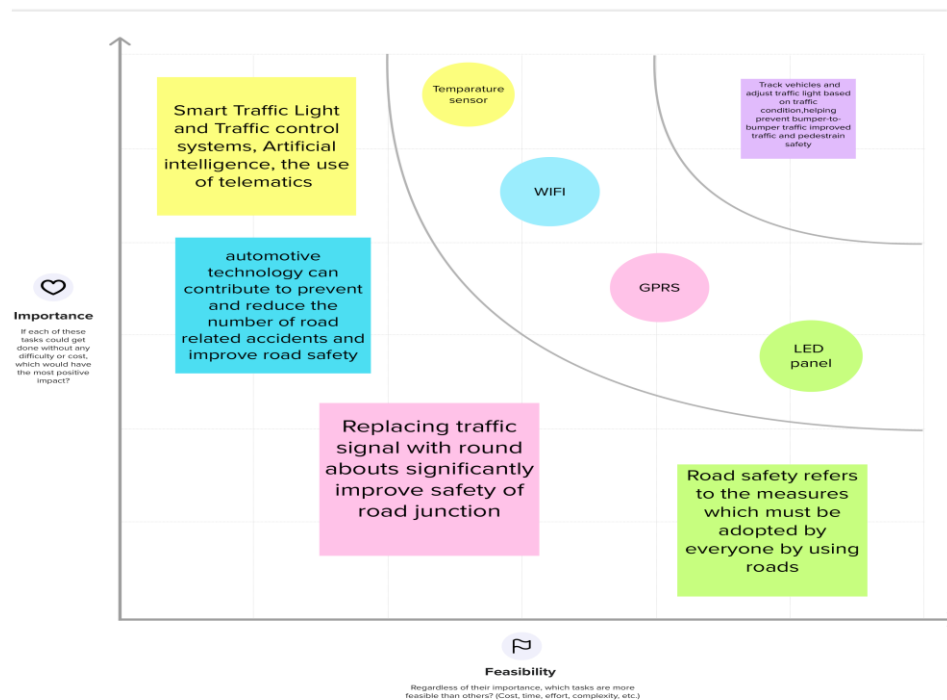 Smart Traffic Light
and Traffic control
systems, Artificial
intelligence, the use
of telematics
Temparature
sensor
Track vehicles and
adjust traffic light based
on traffic
condition,helping
prevent bumper-to-
bumper traffic improved
traffic and pedestrain
safety
WIFI
automotive
technology can
contribute to prevent
and reduce the
number of road
related accidents and
improve road safety
GPRS
LED
panel
Importance
If each of these
tasks could get
done without any
difficulty or cost,
which would have
the most positive
impact?
Replacing traffic
signal with round
abouts significantly
improve safety of
road junction
Road safety refers
to the measures
which must be
adopted by
everyone by using
roads
Feasibility
Regardless of their importance, which tasks are more
feasible than others? (Cost, time, effort, complexity, etc.)